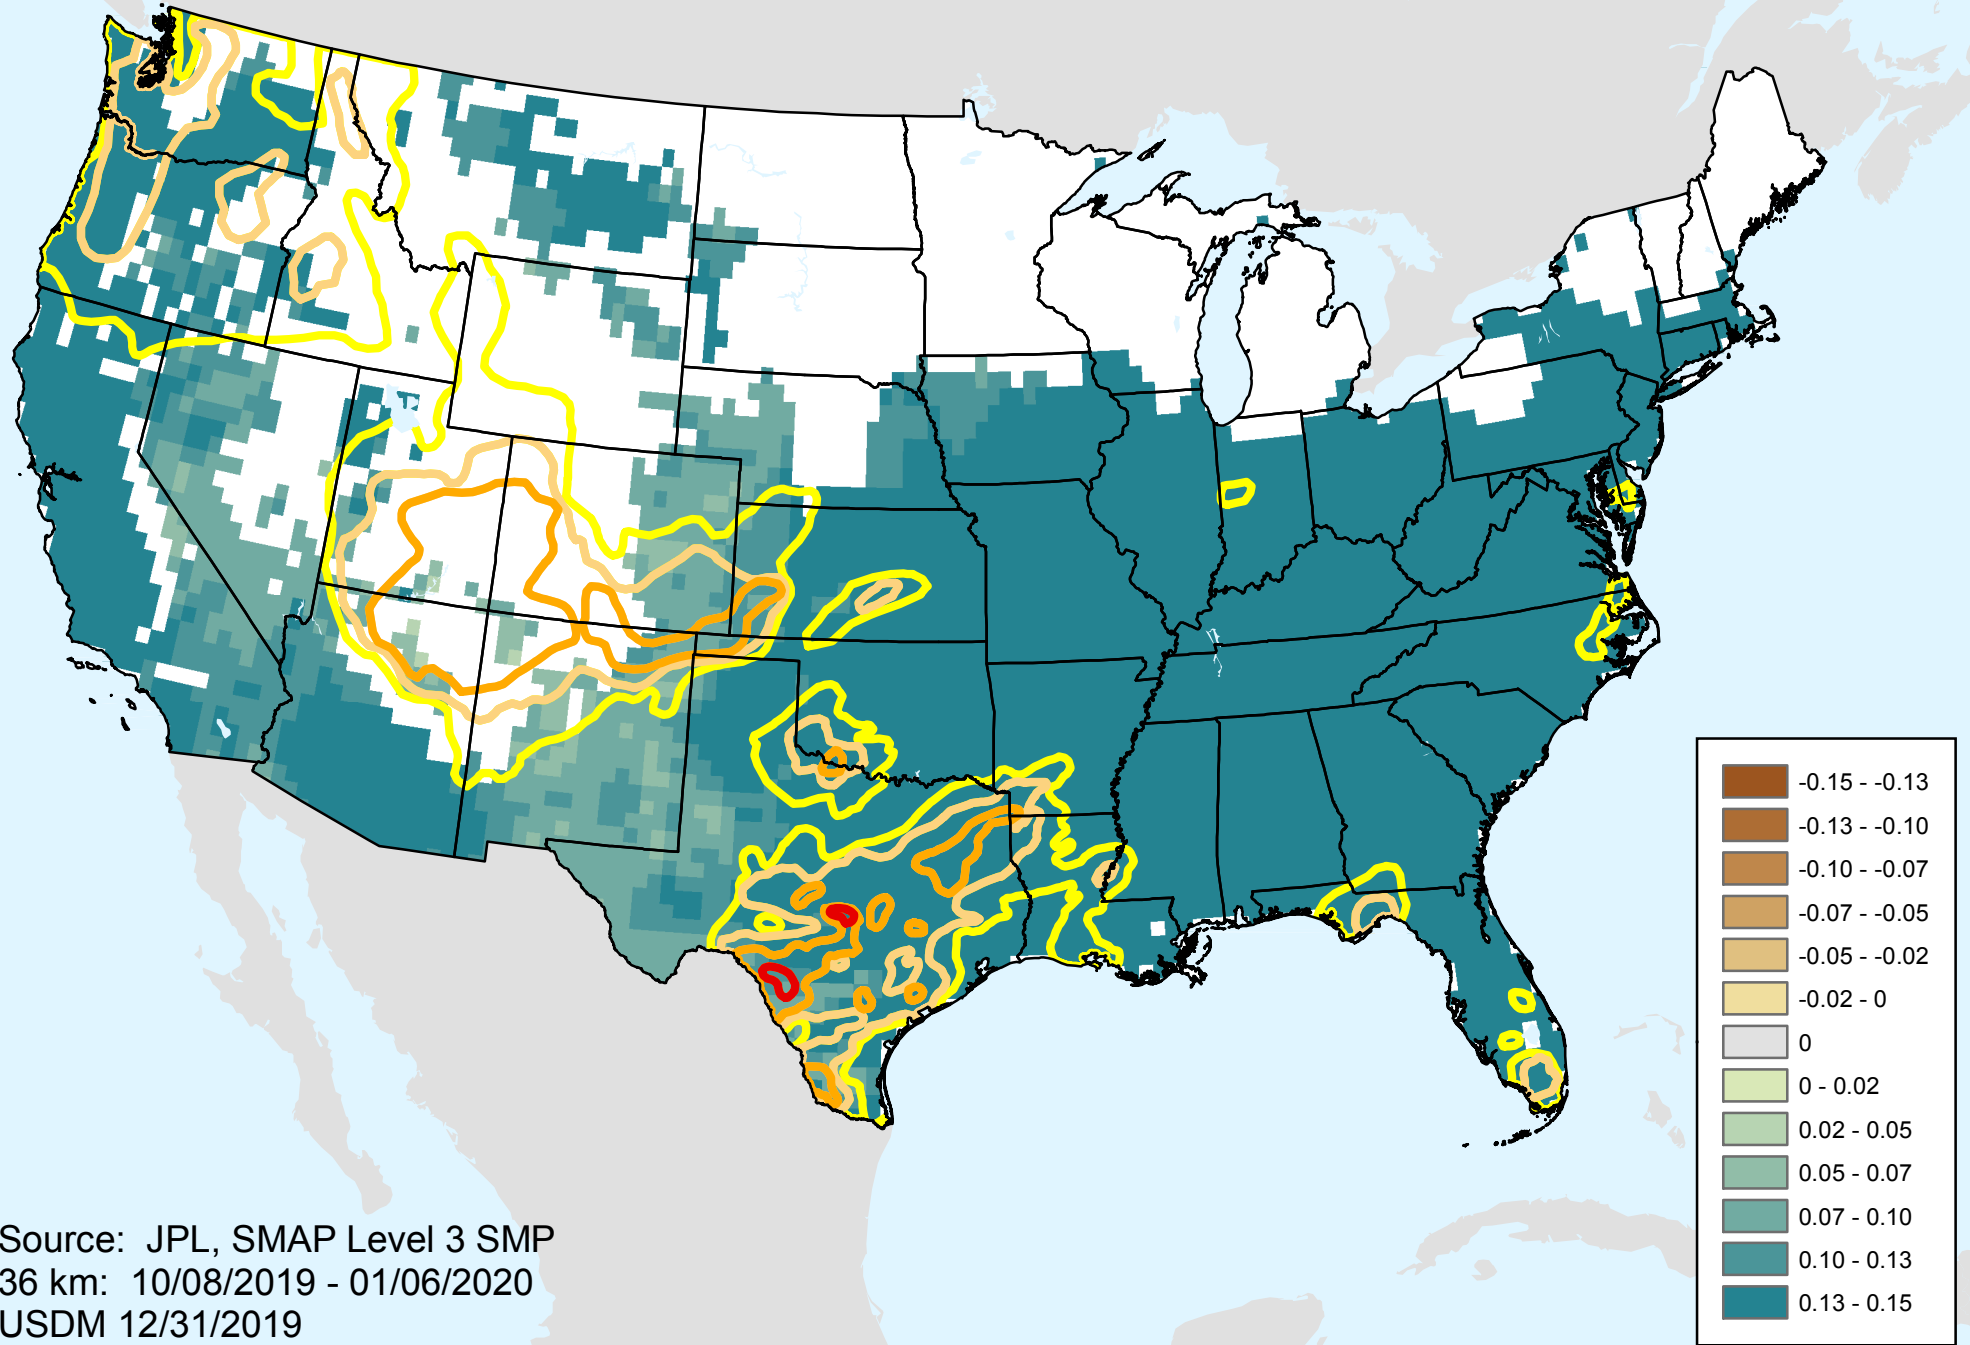 -0.15 - -0.13
-0.13 - -0.10
-0.10 - -0.07
-0.07 - -0.05
-0.05 - -0.02
-0.02 - 0
0
0 - 0.02
0.02 - 0.05
0.05 - 0.07
0.07 - 0.10
0.10 - 0.13
0.13 - 0.15
Source: JPL, SMAP Level 3 SMP
36 km: 10/08/2019 - 01/06/2020
USDM 12/31/2019